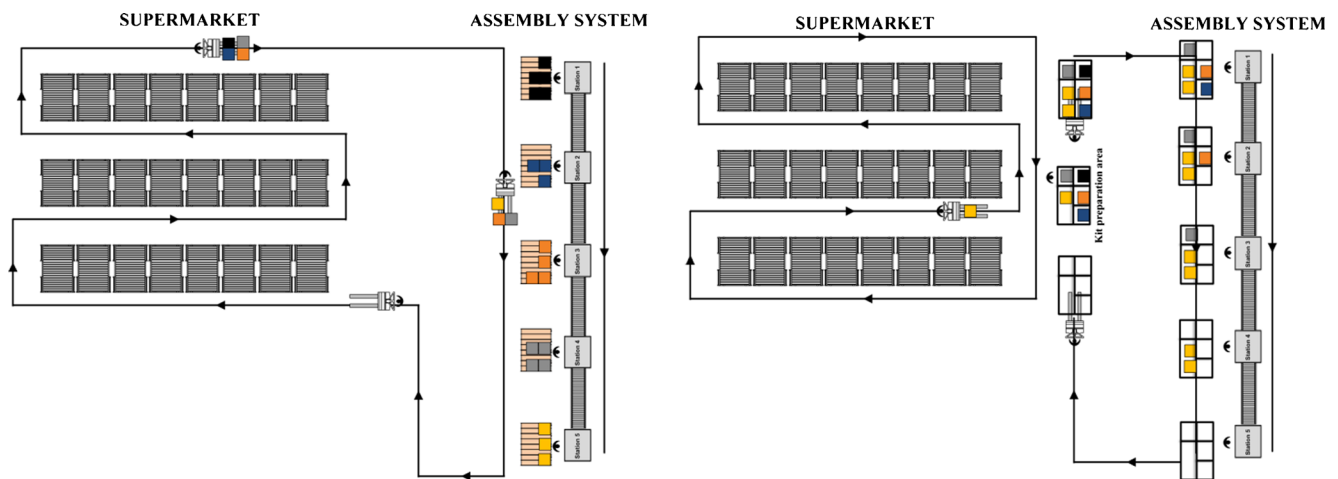 SUPERMARKET
ASSEMBLY SYSTEM
Station 1
Station 2
Station 3
Station 4
Station 5
SUPERMARKET
ASSEMBLY SYSTEM
Kit preparation area
Station 1
Station 2
Station 3
Station 4
Station 5